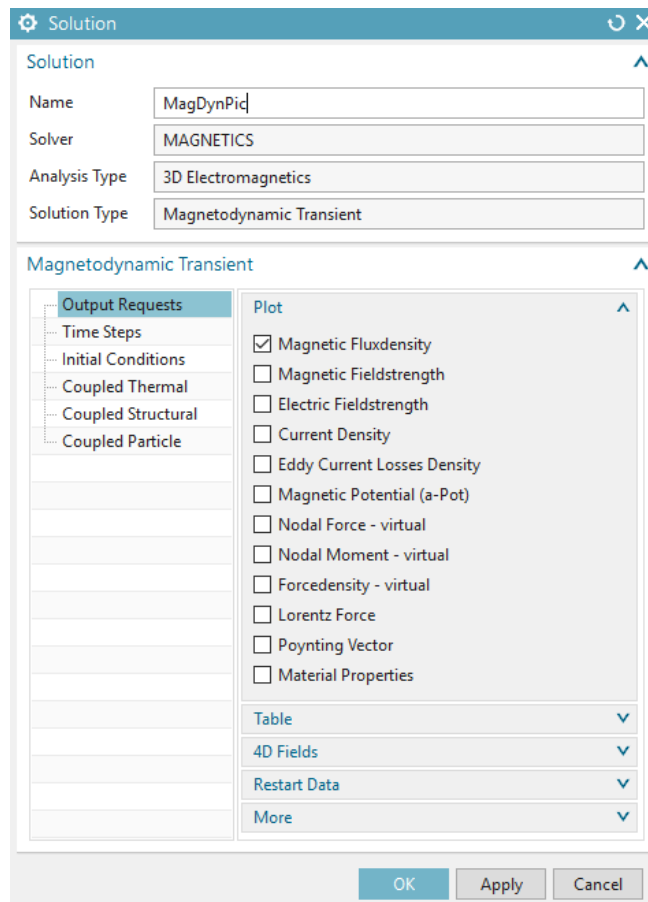 Solution
Solution
Name MagDynPic
Solver MAGNETICS
Analysis Type 3D Electromagnetics
Solution Type Magnetodynamic Transient
Magnetodynamic Transient
Output Requests
Time Steps
Initial Conditions
Coupled Thermal
Coupled Structural
Coupled Particle
Plot
Magnetic Fluxdensity
Magnetic Fieldstrength
Electric Fieldstrength
Current Density
Eddy Current Losses Density
Magnetic Potential (a-Pot)
Nodal Force - virtual
Nodal Moment - virtual
Forcedensity - virtual
Lorentz Force
Poynting Vector
Material Properties
Table
4D Fields
Restart Data
More
OK Apply Cancel